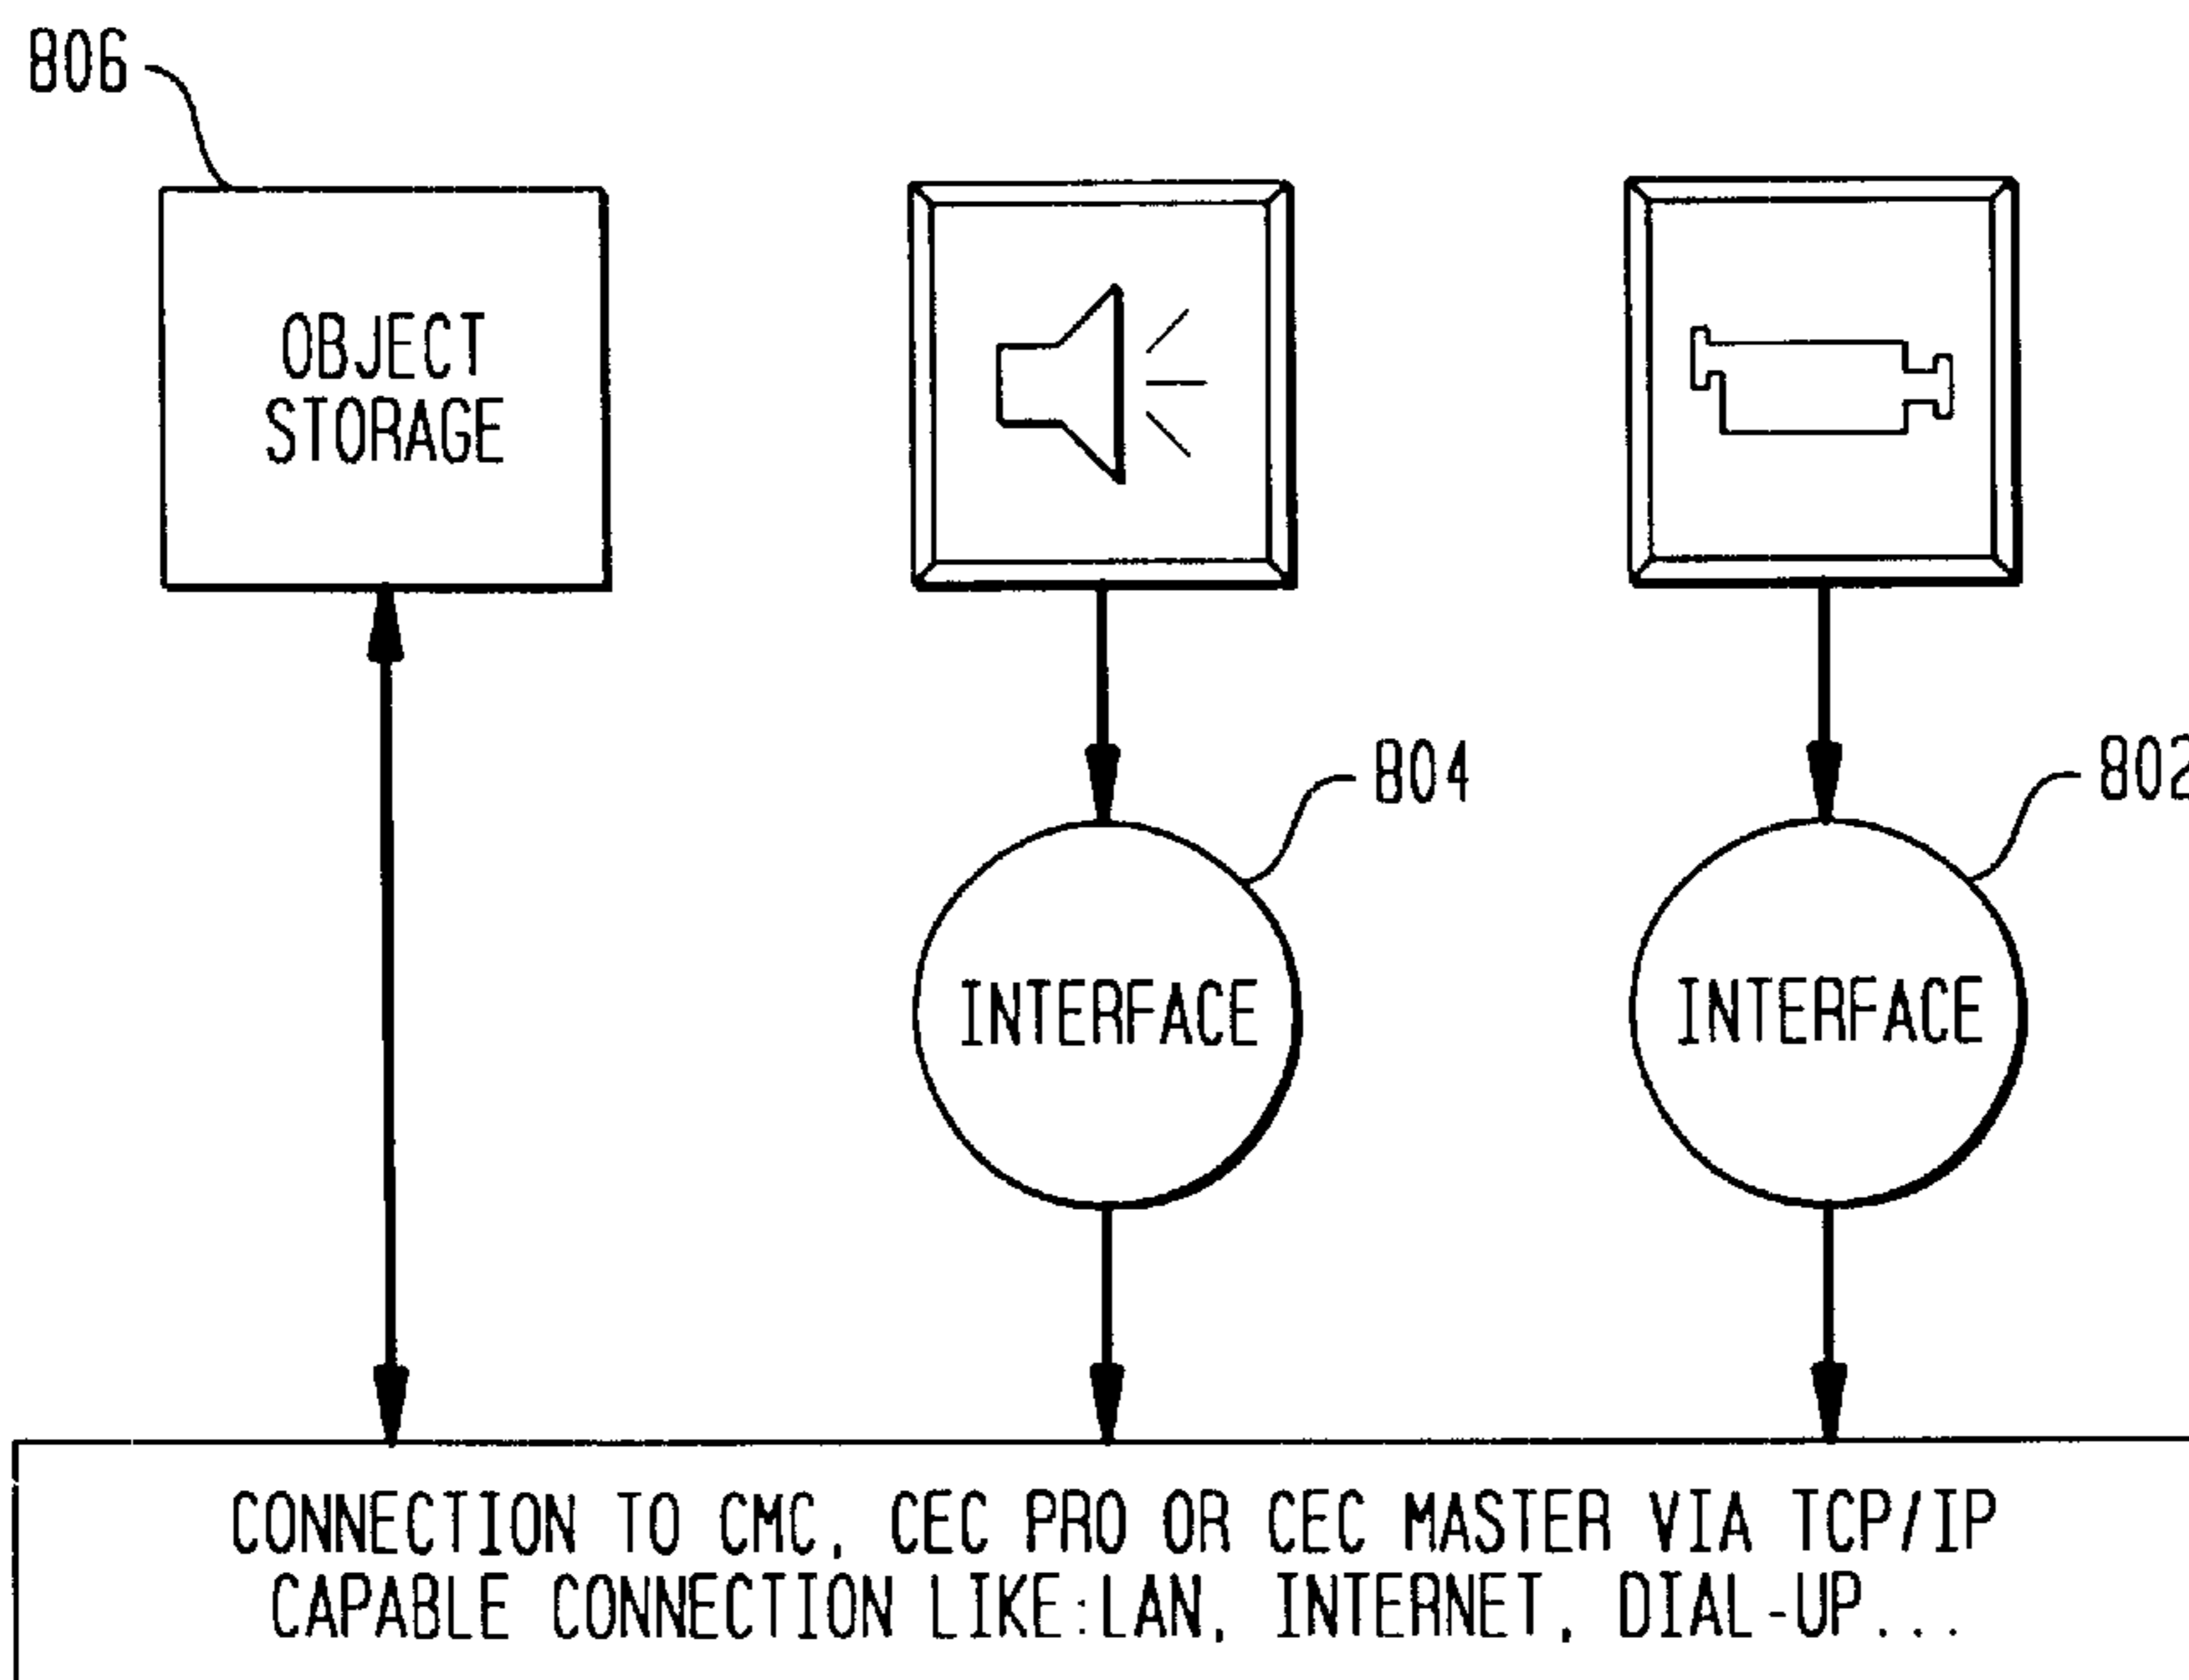 806
OBJECT
STORAGE
804
802
INTERFACE
INTERFACE
CONNECTION TO CMC, CEC PRO OR CEC MASTER VIA TCP/IP
CAPABLE CONNECTION LIKE:LAN, INTERNET, DIAL-UP...